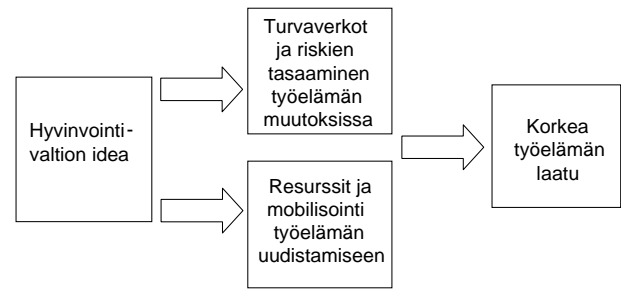 Hyvinvointi-
valtion idea
Turvaverkot
ja riskien
tasaaminen
työelämän
muutoksissa
Resurssit ja
mobilisointi
työelämän
uudistamiseen
Korkea
työelämän
laatu